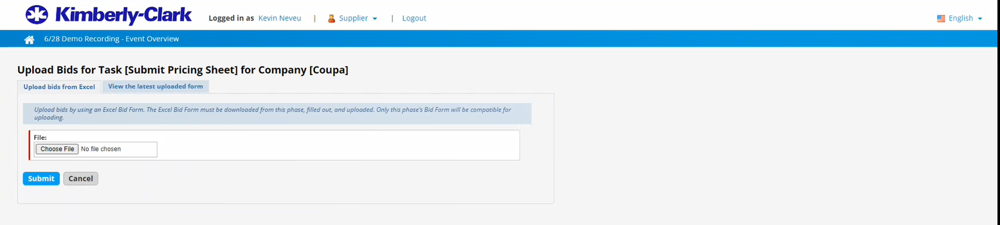 Kimberly-Clark Logged in as Kevin Neveu | Supplier | Logout English
6/28 Demo Recording - Event Overview
Upload Bids for Task [Submit Pricing Sheet] for Company [Coupa]
Upload bids from Excel View the latest uploaded form
Upload bids by using an Excel Bid Form. The Excel Bid Form must be downloaded from this phase, filled out, and uploaded. Only this phase's Bid Form will be compatible for
uploading.
File:
Choose File No file chosen
Submit Cancel